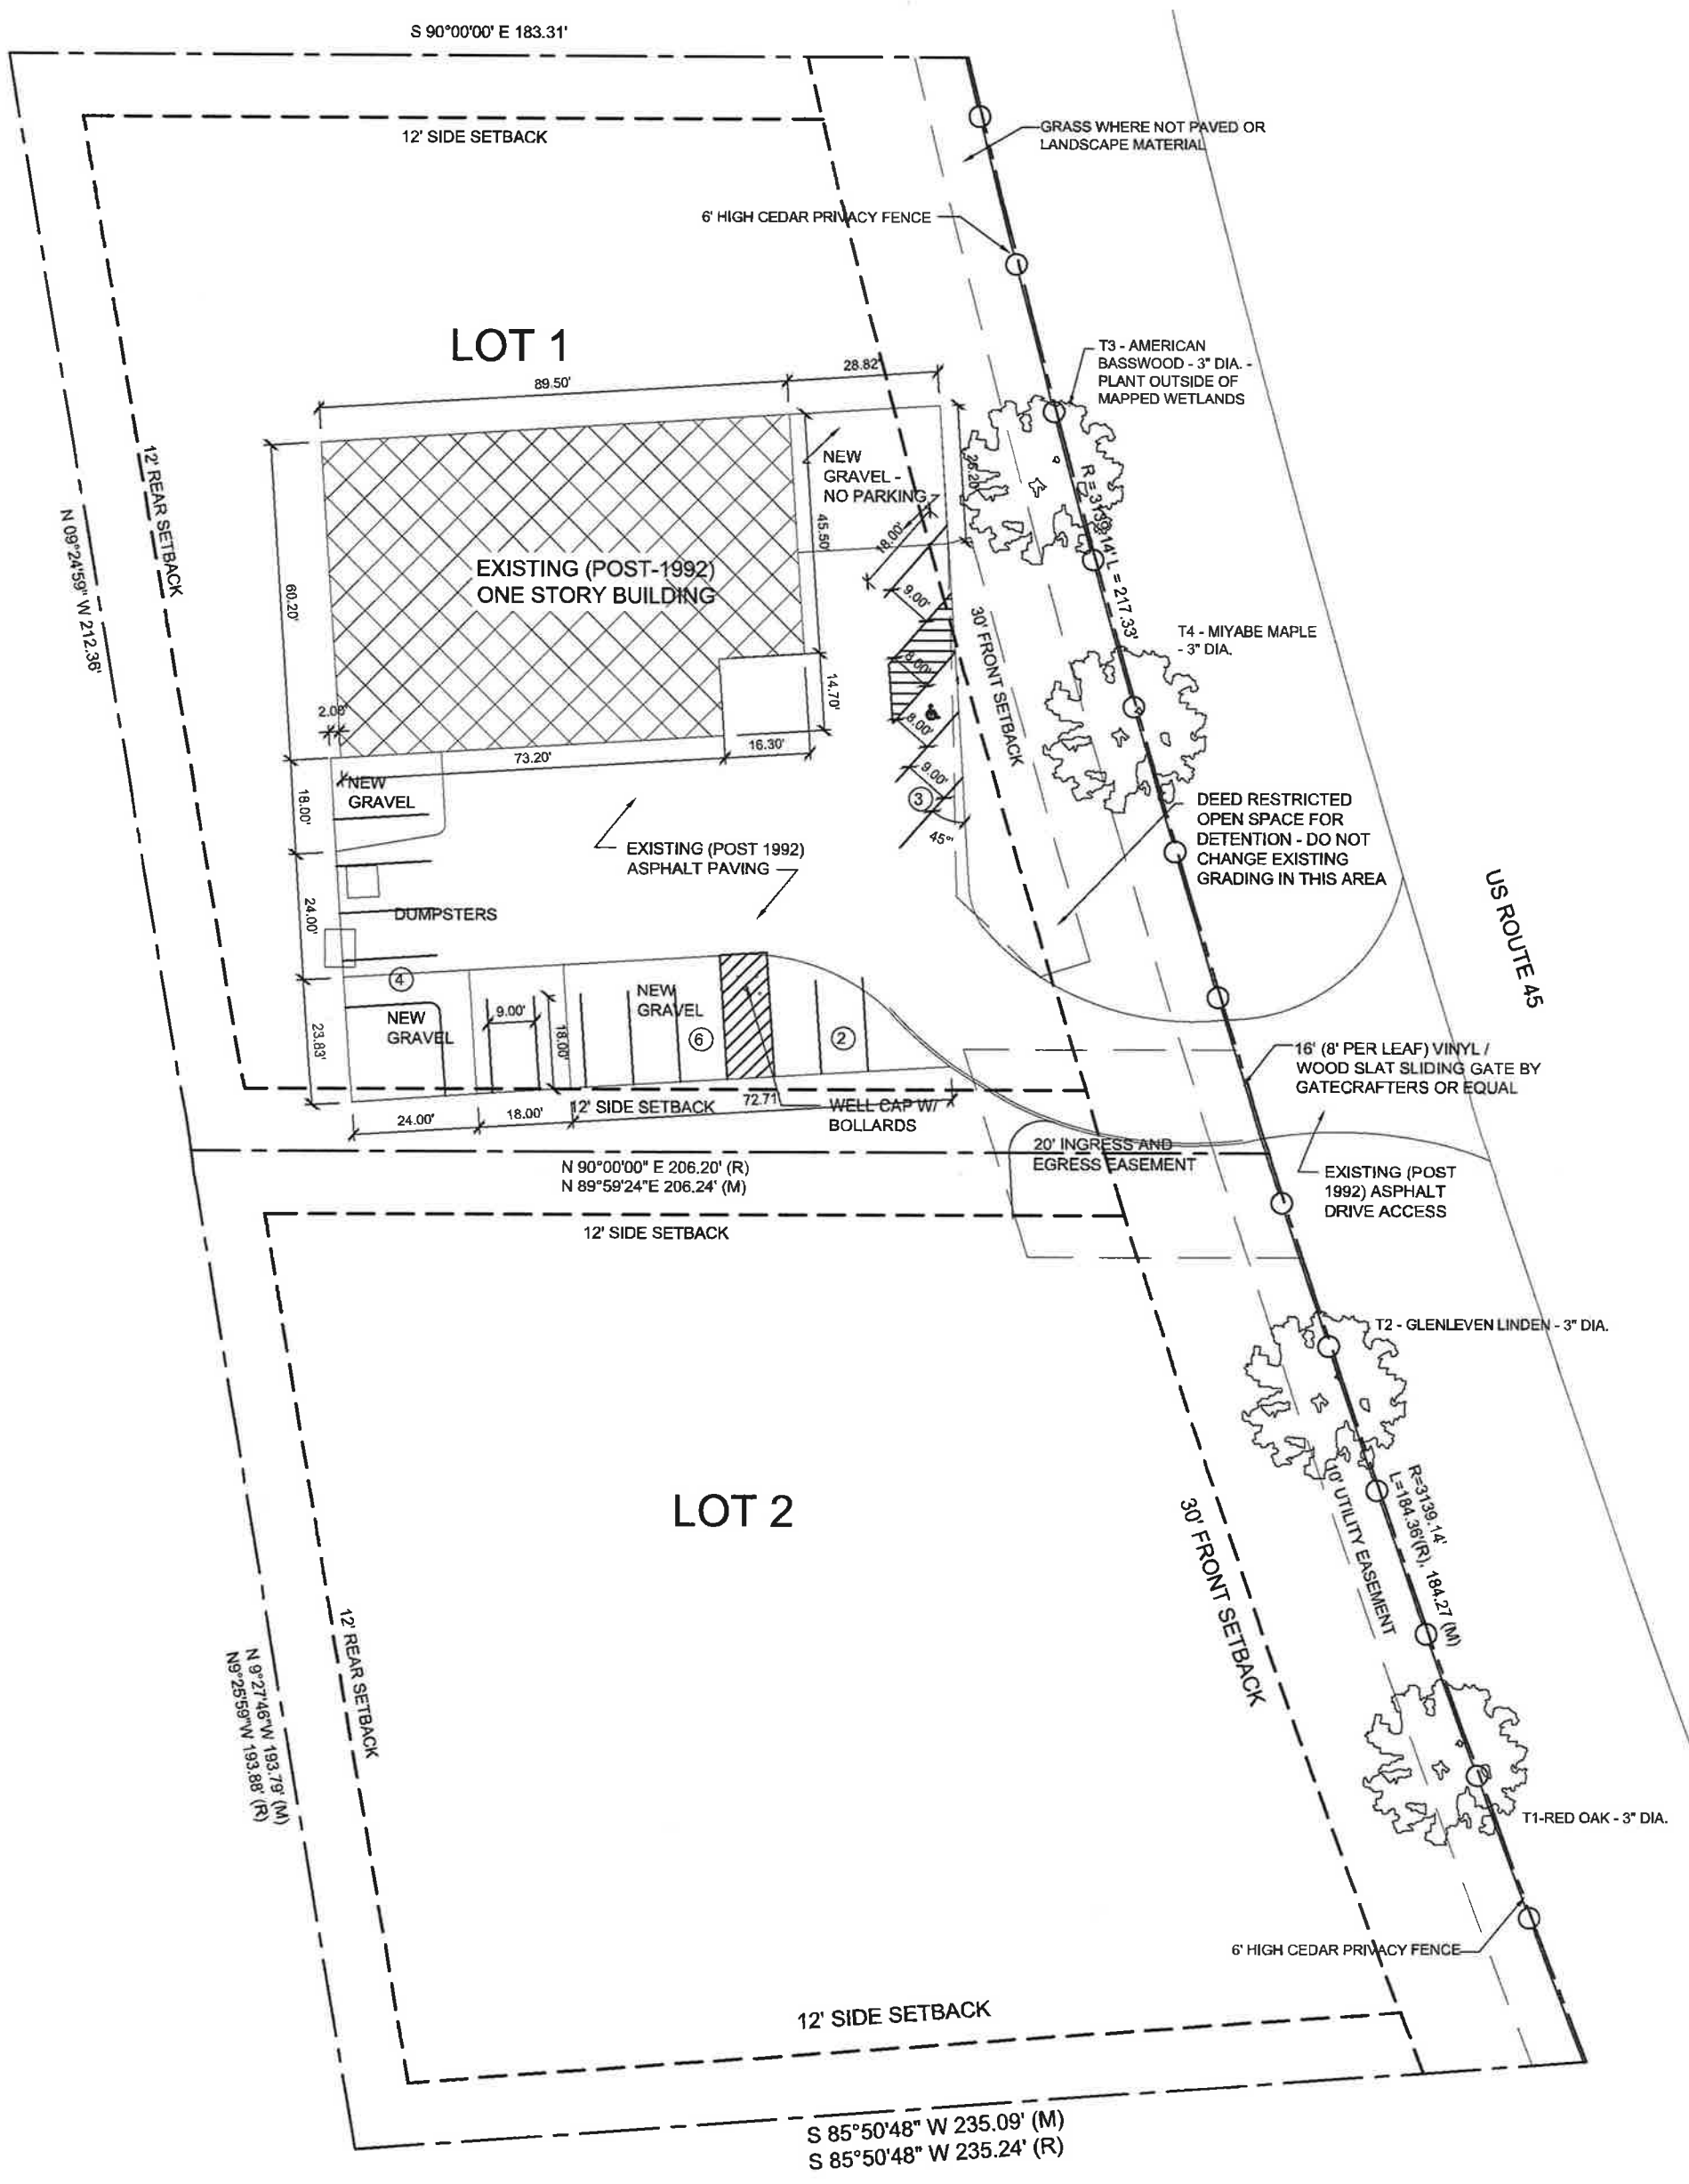 S 90°00'00' E 183.31'
12' SIDE SETBACK
GRASS WHERE NOT PAVED OR
LANDSCAPE MATERIAL
6' HIGH CEDAR PRIVACY FENCE
LOT 1
T3 - AMERICAN
BASSWOOD - 3" DIA. -
PLANT OUTSIDE OF
MAPPED WETLANDS
89.50'
28.82'
12' REAR SETBACK
N 09°24'59" W 212.36'
NEW
GRAVEL -
NO PARKING
25.20'
45.50'
18.00'
R = 3139.14' L = 217.33'
EXISTING (POST-1992)
ONE STORY BUILDING
60.20'
9.00'
30' FRONT SETBACK
T4 - MIYABE MAPLE
- 3" DIA.
8.00'
14.70'
8.00'
2.08'
16.30'
73.20'
9.00'
3
45°
NEW
GRAVEL
18.00'
EXISTING (POST 1992)
ASPHALT PAVING
DEED RESTRICTED
OPEN SPACE FOR
DETENTION - DO NOT
CHANGE EXISTING
GRADING IN THIS AREA
US ROUTE 45
24.00'
DUMPSTERS
4
NEW
GRAVEL
9.00'
18.00'
NEW
GRAVEL
6
2
23.83'
16' (8' PER LEAF) VINYL /
WOOD SLAT SLIDING GATE BY
GATECRAFTERS OR EQUAL
24.00'
18.00'
12' SIDE SETBACK
72.71
WELL CAP W/
BOLLARDS
20' INGRESS AND
EGRESS EASEMENT
EXISTING (POST
1992) ASPHALT
DRIVE ACCESS
N 90°00'00" E 206.20' (R)
N 89°59'24"E 206.24' (M)
12' SIDE SETBACK
T2 - GLENLEVEN LINDEN - 3" DIA.
LOT 2
30' FRONT SETBACK
10' UTILITY EASEMENT
R=3139.14'
L=184.36'(R), 184.27 (M)
12' REAR SETBACK
N 9°27'46"W 193.79' (M)
N9°25'59"W 193.88' (R)
T1-RED OAK - 3" DIA.
6' HIGH CEDAR PRIVACY FENCE
12' SIDE SETBACK
S 85°50'48" W 235.09' (M)
S 85°50'48" W 235.24' (R)